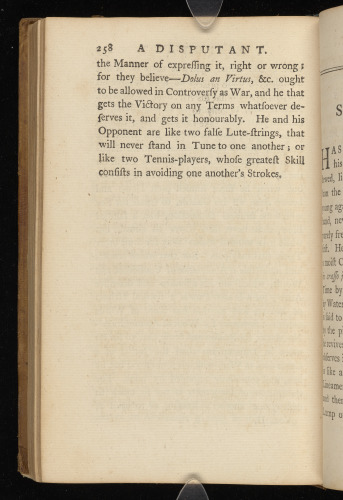 258 A DISPUTANT.
the Manner of expreſſing it, right or wrong;
for they believe—Dolus an Virtus, &c. ought
to be allowed in Controverſy as War, and he that
gets the Victory on any Terms whatſoever de-
ſerves it, and gets it honourably. He and his
Opponent are like two falſe Lute-ſtrings, that
will never ſtand in Tune to one another; or
like two Tennis-players, whoſe greateſt Skill
conſiſts in avoiding one another's Strokes.